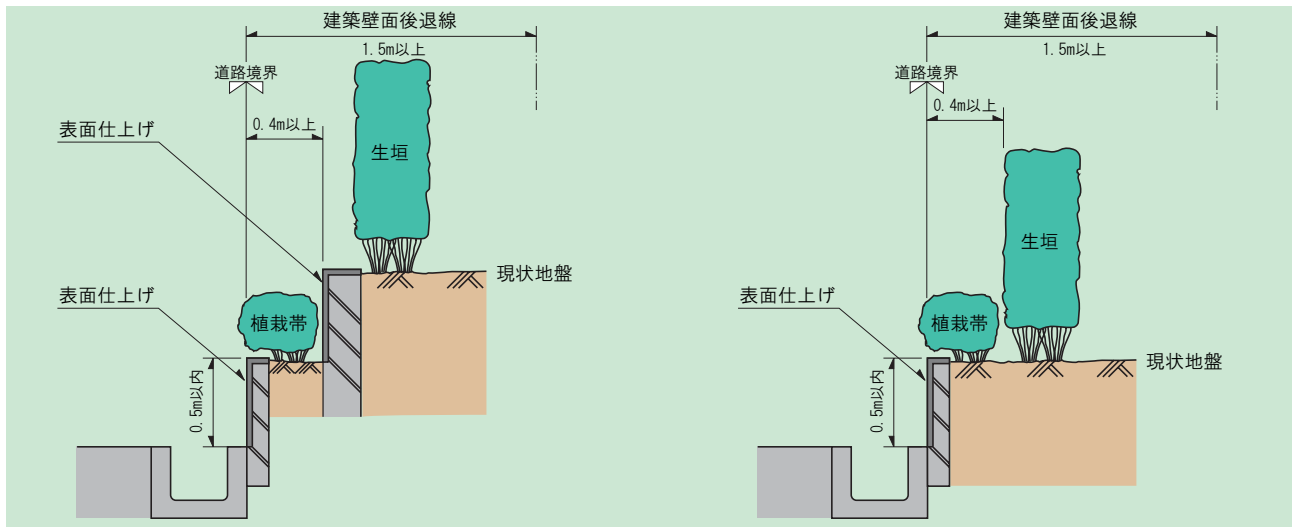 建築壁面後退線
1.5m以上
道路境界
0.4m以上
表面仕上げ
生垣
現状地盤
表面仕上げ
植栽帯
0.5m以内
建築壁面後退線
1.5m以上
道路境界
0.4m以上
生垣
表面仕上げ
植栽帯
現状地盤
0.5m以内